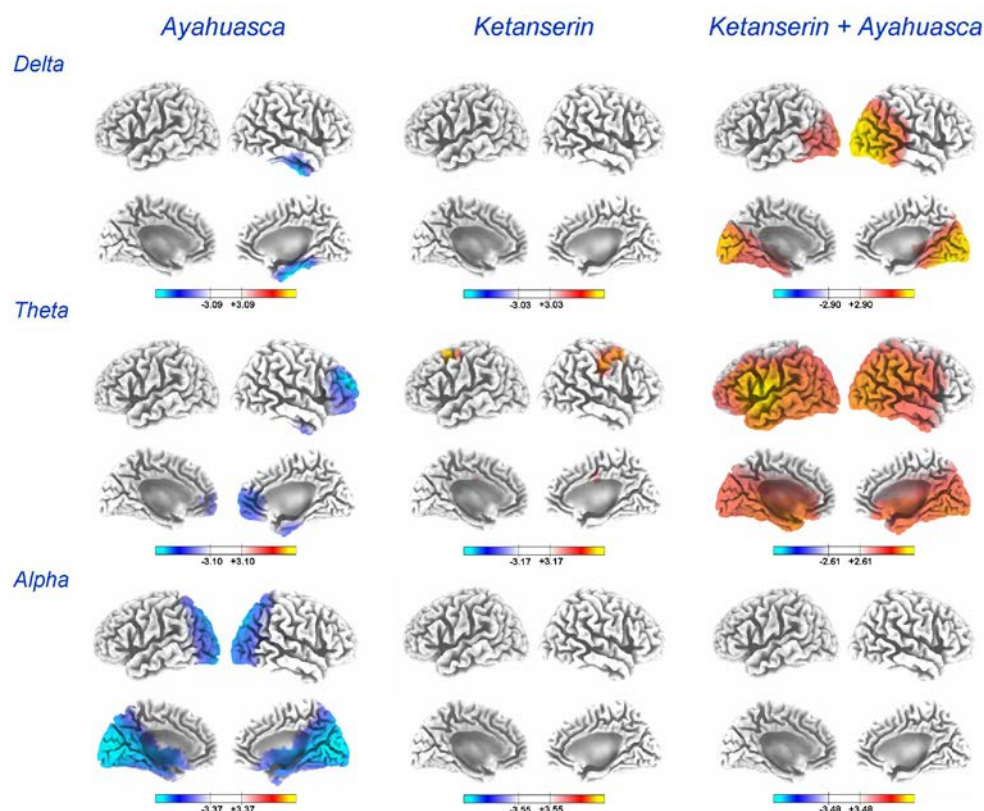 Ayahuasca Ketanserin Ketanserin + Ayahuasca
Delta
-3.09 +3.09 -3.03 +3.03 -2.90 +2.90
Theta
-3.10 +3.10 -3.17 +3.17 -2.61 +2.61
Alpha
-3.37 +3.37 -3.55 +3.55 -3.48 +3.48